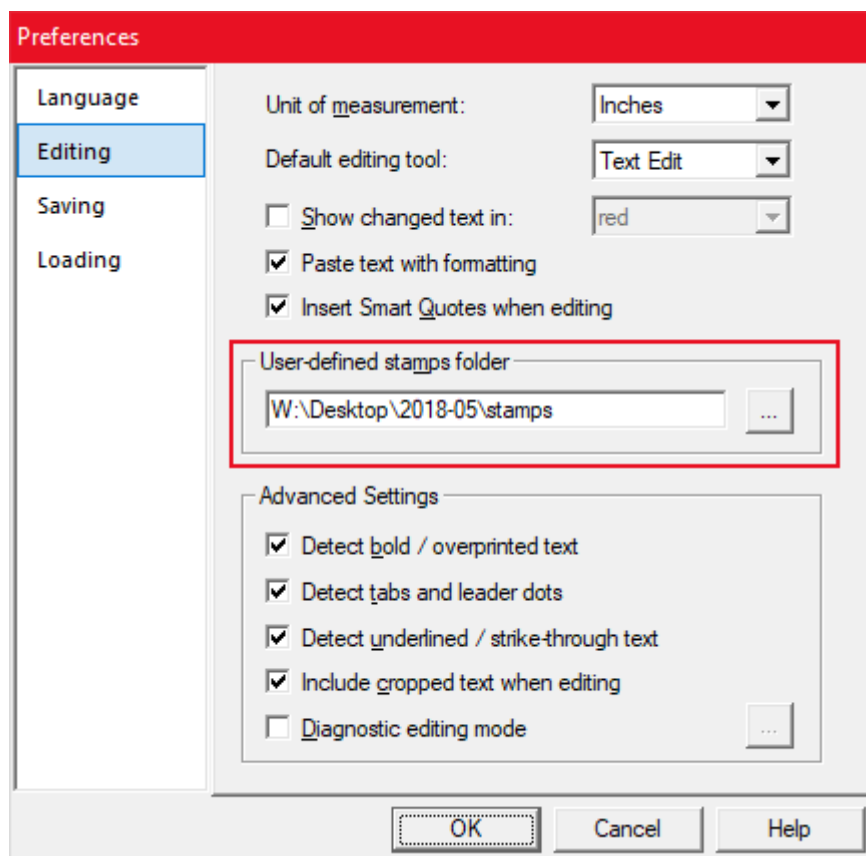 Preferences
Language
Editing
Saving
Loading
Unit of measurement:
Inches
Default editing tool:
Text Edit
Show changed text in:
red
Paste text with formatting
Insert Smart Quotes when editing
User-defined stamps folder
W:\Desktop\2018-05\stamps
...
Advanced Settings
Detect bold / overprinted text
Detect tabs and leader dots
Detect underlined / strike-through text
Include cropped text when editing
Diagnostic editing mode
...
OK
Cancel
Help